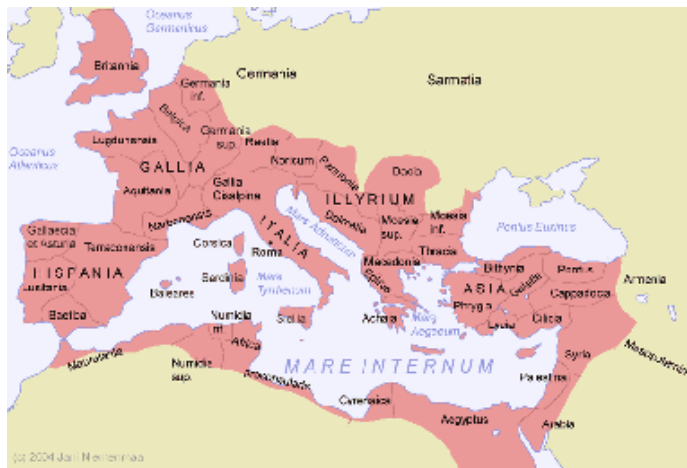 Oceanus
Germanicus
Britannia
Germania
Sarmatia
Germania
inf.
Belgica
Lugdunensis
Germania
sup.
Raetia
Oceanus
Atlanticus
GALLIA
Noricum
Pannonia
Dacia
Aquitania
Gallia
Cisalpina
ILLYRIUM
Dalmatia
Narbonensis
Mare Adriaticum
Moesia
sup.
Moesia
inf.
Pontus Euxinus
Gallaecia
et Asturia
Tarraconensis
Corsica
ITALIA
Roma
Macedonia
Thracia
HISPANIA
Lusitania
Sardinia
Mare
Tyrrhenum
Epirus
Bithynia
Pontus
Armenia
ASIA
Galatia
Cappadocia
Baleares
Phrygia
Baetica
Numidia
inf.
Sicilia
Achaia
Mare
Aegaeum
Lycia
Cilicia
Africa
Mauretania
Numidia
sup.
Proconsularis
MARE INTERNUM
Syria
Mesopotamia
Palestina
Cyrenaica
Aegyptus
Arabia
(c) 2004 Jani Niemenmaa